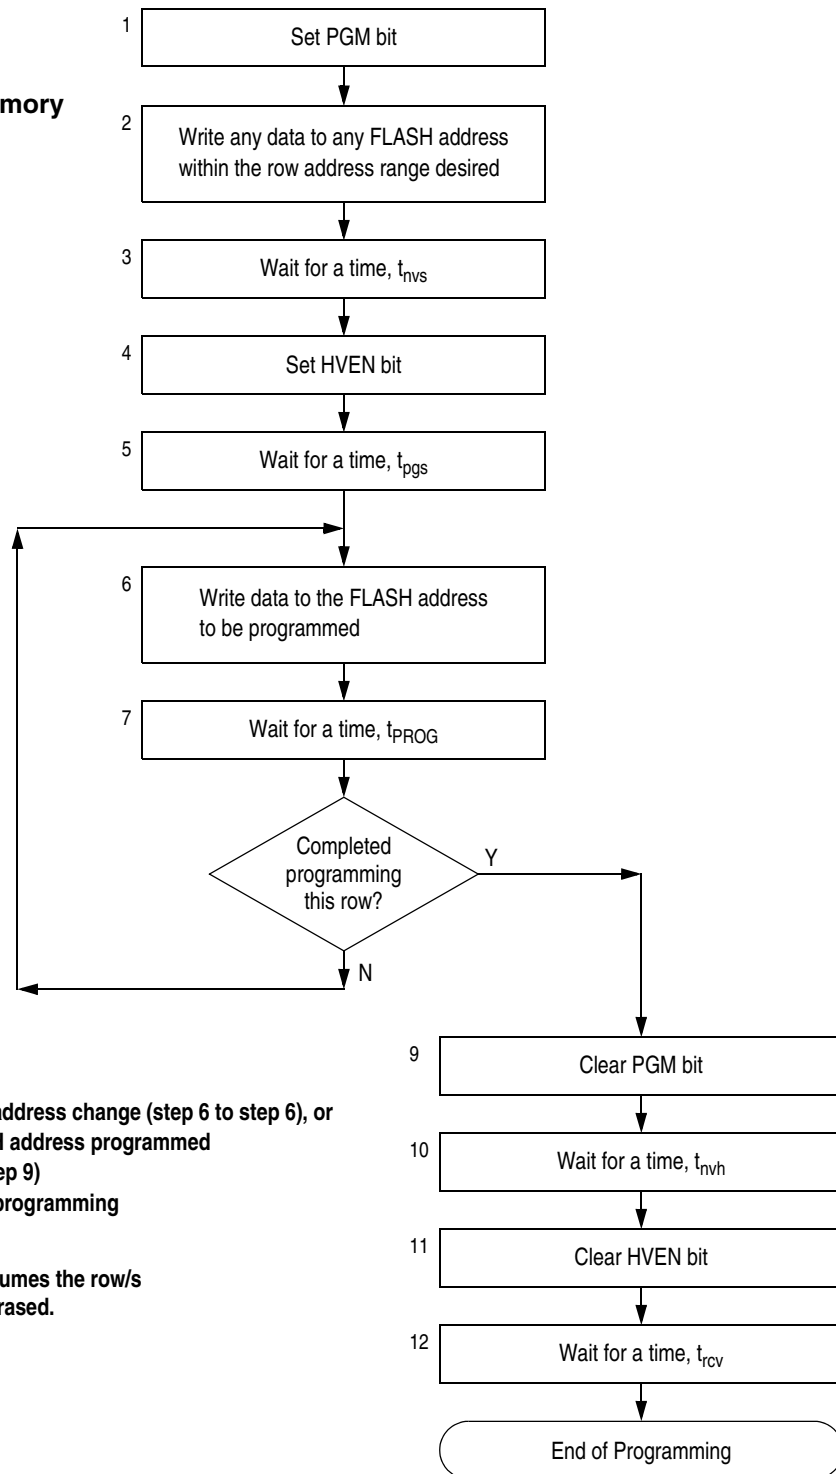 1
Set PGM bit
mory
2
Write any data to any FLASH address
within the row address range desired
3
Wait for a time, tnvs
4
Set HVEN bit
5
Wait for a time, tpgs
6
Write data to the FLASH address
to be programmed
7
Wait for a time, tPROG
Completed
programming
this row?
Y
N
9
Clear PGM bit
address change (step 6 to step 6), or
address programmed
ep 9)
programming
10
Wait for a time, tnvh
11
Clear HVEN bit
umes the row/s
rased.
12
Wait for a time, trcv
End of Programming